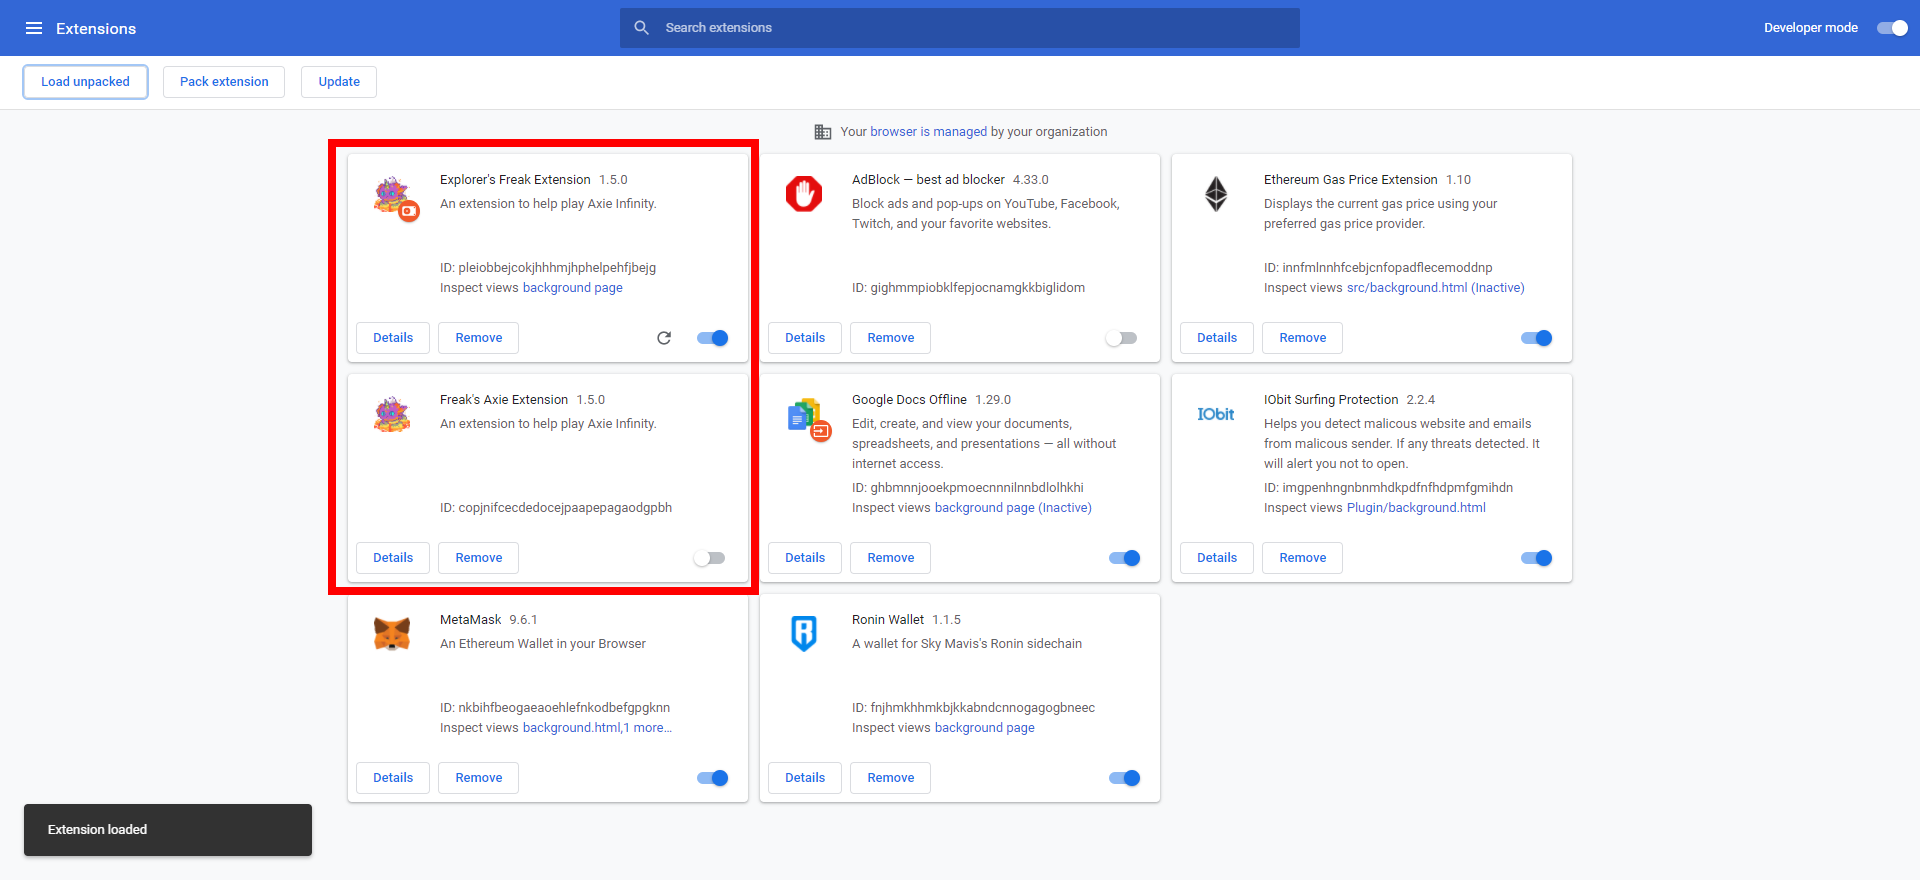 Extensions
Search extensions
Developer mode
Load unpacked
Pack extension
Update
Your browser is managed by your organization
Explorer's Freak Extension 1.5.0
An extension to help play Axie Infinity.
ID: pleiobbejcokjhhhmjhphelpehfjbejg
Inspect views background page
Details
Remove
AdBlock — best ad blocker 4.33.0
Block ads and pop-ups on YouTube, Facebook,
Twitch, and your favorite websites.
ID: gighmmpiobklfepjocnamgkkbiglidom
Details
Remove
Ethereum Gas Price Extension 1.10
Displays the current gas price using your
preferred gas price provider.
ID: innfmlnnhfcebjcnfopadflecemoddnp
Inspect views src/background.html (Inactive)
Details
Remove
Freak's Axie Extension 1.5.0
An extension to help play Axie Infinity.
ID: copjnifcecdedocejpaapepagaodgpbh
Details
Remove
Google Docs Offline 1.29.0
Edit, create, and view your documents,
spreadsheets, and presentations — all without
internet access.
ID: ghbmnnjooekpmoecnnnilnnbdlolhkhi
Inspect views background page (Inactive)
Details
Remove
IObit
IObit Surfing Protection 2.2.4
Helps you detect malicous website and emails
from malicous sender. If any threats detected. It
will alert you not to open.
ID: imgpenhngnbnmhdkpdfnfhdpmfgmihdn
Inspect views Plugin/background.html
Details
Remove
MetaMask 9.6.1
An Ethereum Wallet in your Browser
ID: nkbihfbeogaeaoehlefnkodbefgpgknn
Inspect views background.html,1 more...
Details
Remove
Ronin Wallet 1.1.5
A wallet for Sky Mavis's Ronin sidechain
ID: fnjhmkhhmkbjkkabndcnnogagogbneec
Inspect views background page
Details
Remove
Extension loaded